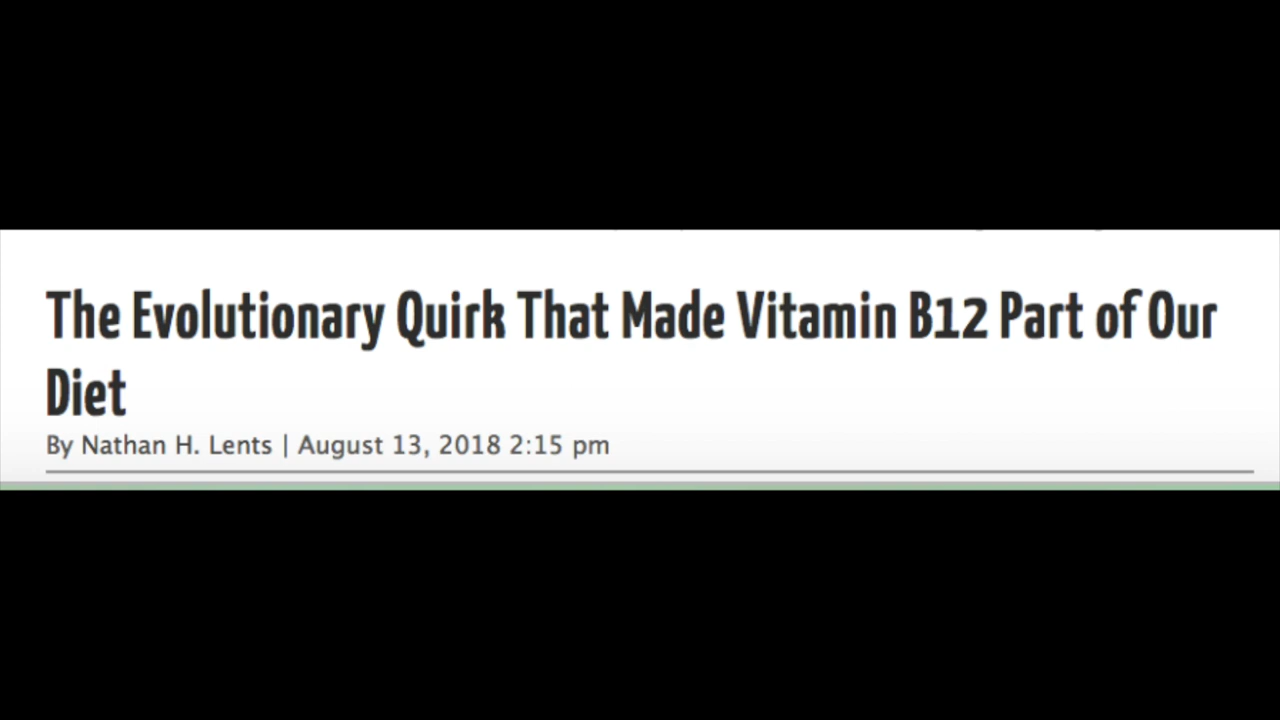 The Evolutionary Quirk That Made Vitamin B12 Part of Our
Diet
By Nathan H. Lents | August 13, 2018 2:15 pm